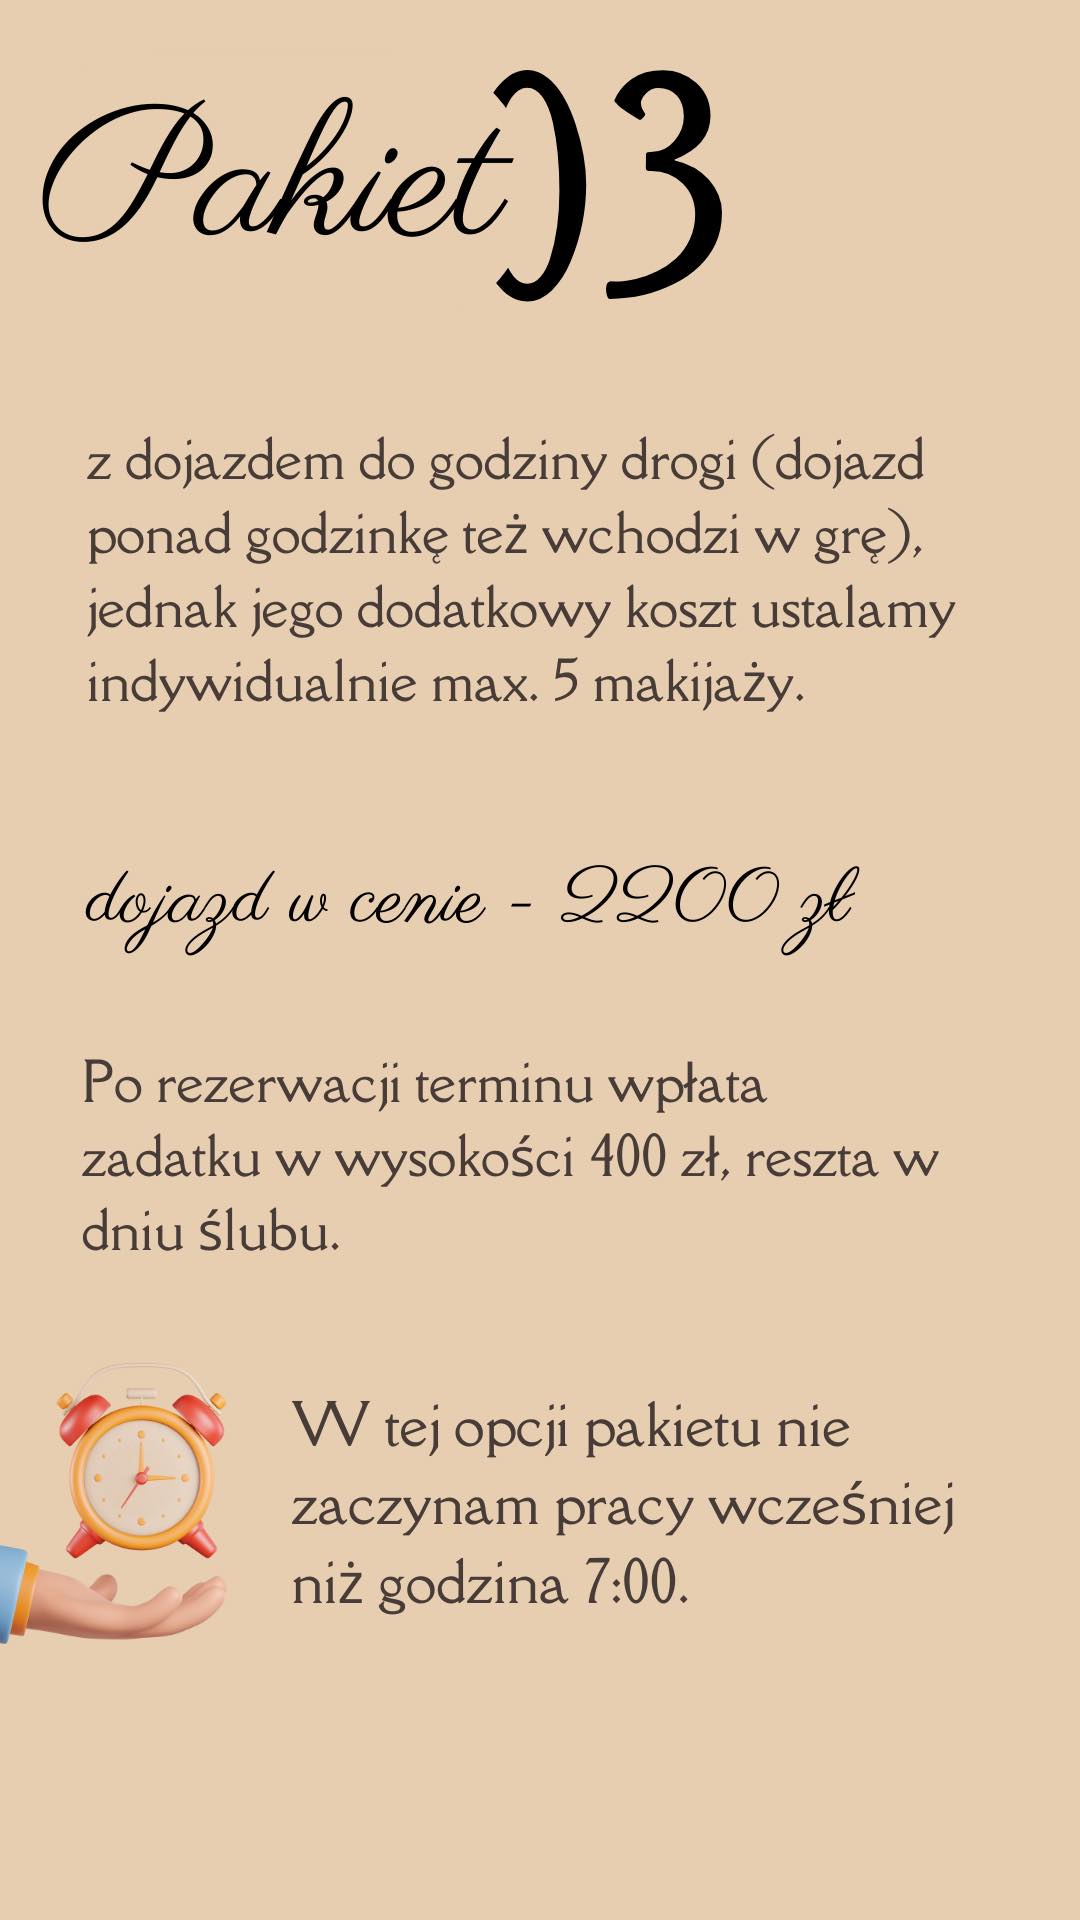 Pakiet 3
z dojazdem do godziny drogi (dojazd
ponad godzinkę też wchodzi w grę),
jednak jego dodatkowy koszt ustalamy
indywidualnie max. 5 makijaży.
dojazd w cenie - 2200 zł
Po rezerwacji terminu wpłata
zadatku w wysokości 400 zł, reszta w
dniu ślubu.
W tej opcji pakietu nie
zaczynam pracy wcześniej
niż godzina 7:00.